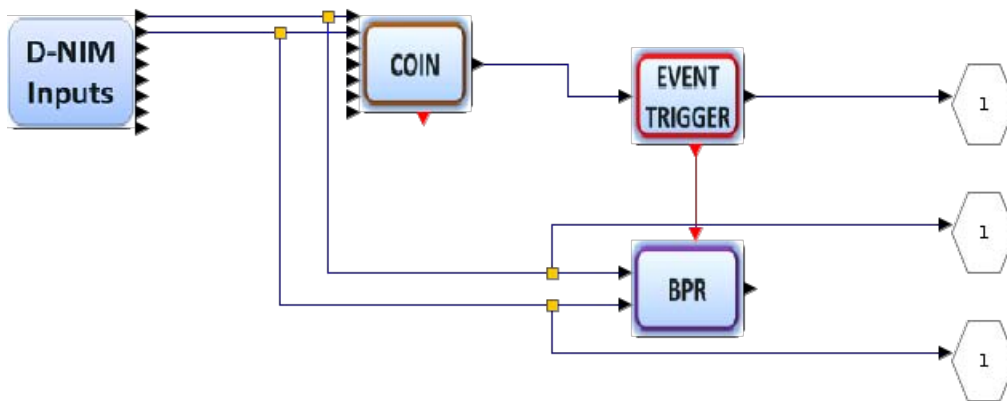 D-NIM
Inputs
COIN
EVENT
TRIGGER
1
1
BPR
1